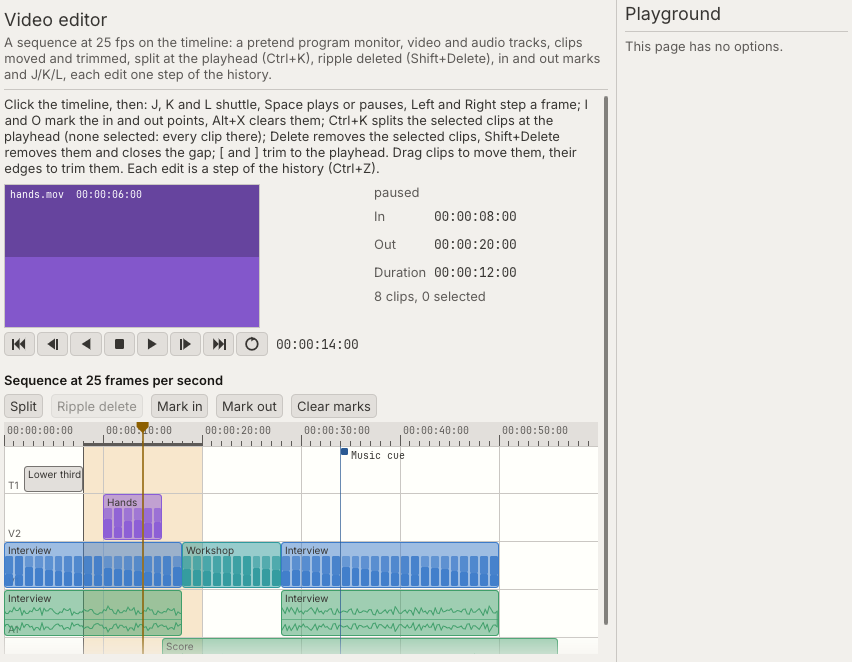 Video editor
A sequence at 25 fps on the timeline: a pretend program monitor, video and audio tracks, clips
moved and trimmed, split at the playhead (Ctrl+K), ripple deleted (Shift+Delete), in and out marks
and J/K/L, each edit one step of the history.
Click the timeline, then: J, K and L shuttle, Space plays or pauses, Left and Right step a frame; I
and O mark the in and out points, Alt+X clears them; Ctrl+K splits the selected clips at the
playhead (none selected: every clip there); Delete removes the selected clips, Shift+Delete
removes them and closes the gap; [ and ] trim to the playhead. Drag clips to move them, their
edges to trim them. Each edit is a step of the history (Ctrl+Z).
hands.mov 00:00:06:00
paused
In 00:00:08:00
Out 00:00:20:00
Duration 00:00:12:00
8 clips, 0 selected
00:00:14:00
Sequence at 25 frames per second
Split Ripple delete Mark in Mark out Clear marks
00:00:00:00 00:00:10:00 00:00:20:00 00:00:30:00 00:00:40:00 00:00:50:00
Music cue
Lower third
T1
Hands
V2
Interview Workshop Interview
Interview Interview
A1
Score
Playground
This page has no options.